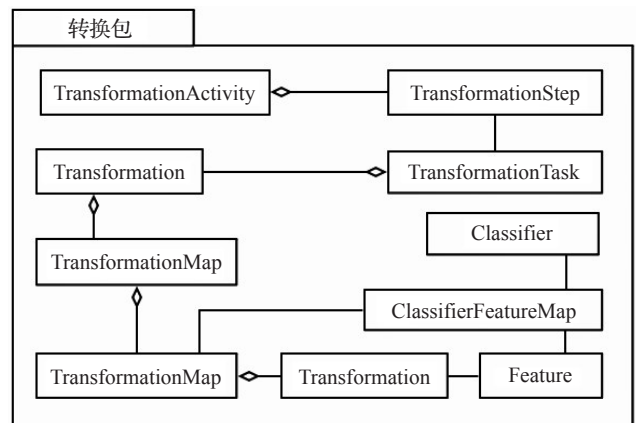 转换包
TransformationActivity
TransformationStep
Transformation
TransformationTask
Classifier
TransformationMap
ClassifierFeatureMap
TransformationMap
Transformation
Feature